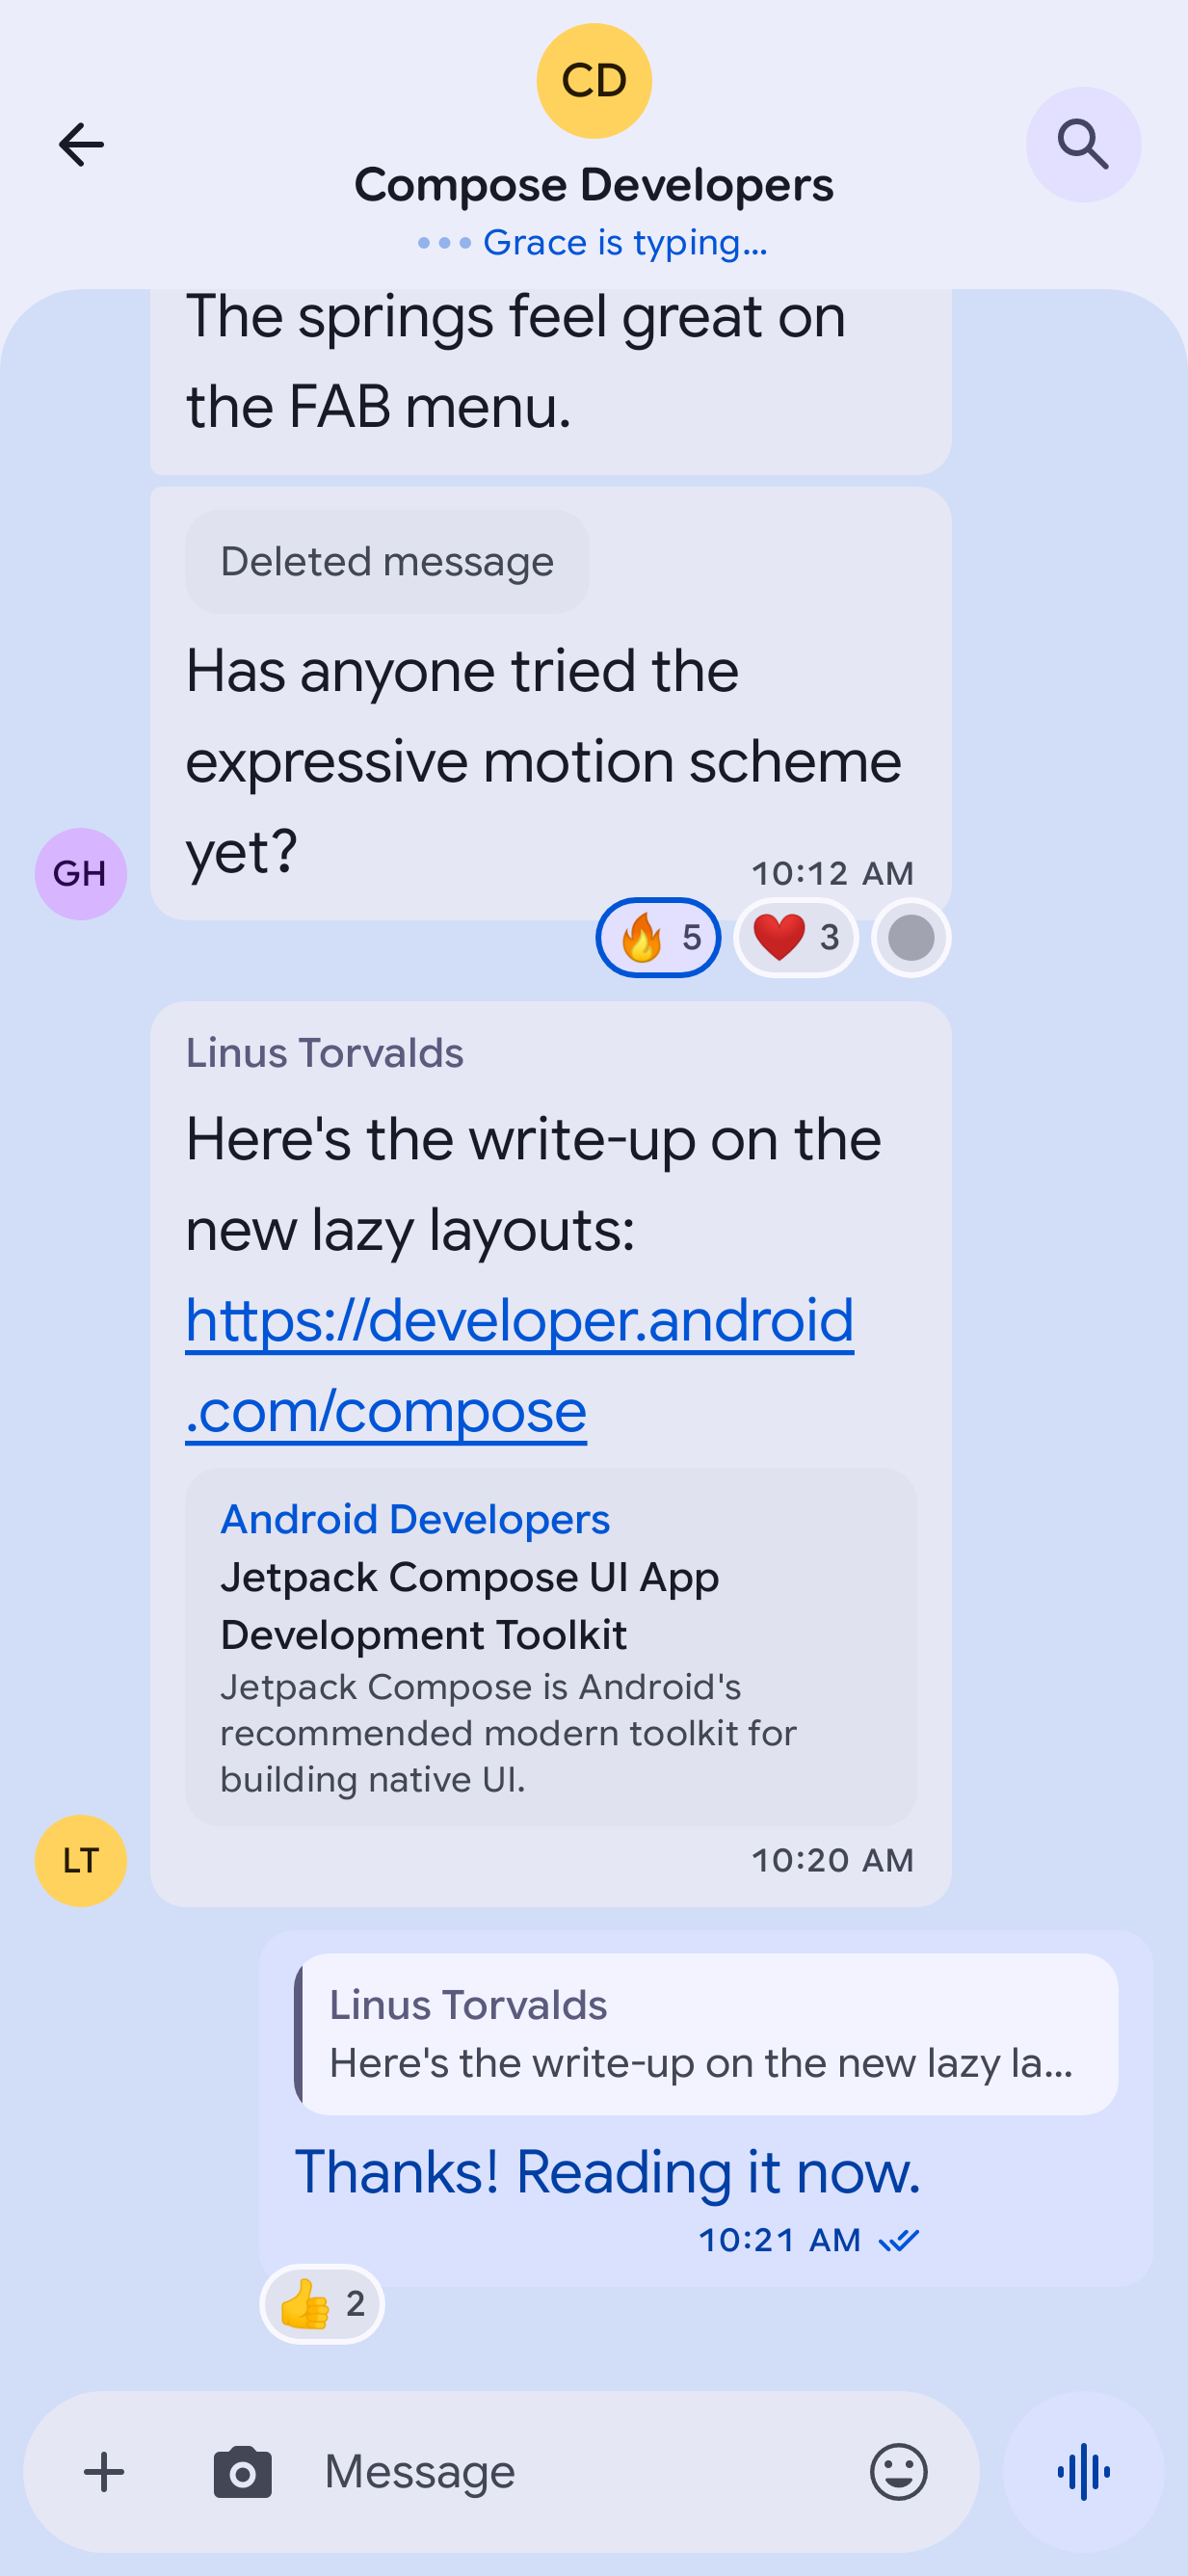 CD
Compose Developers
Grace is typing...
The springs feel great on
the FAB menu.
Deleted message
Has anyone tried the
expressive motion scheme
yet?
10:12 AM
GH
🔥 5
❤️ 3
Linus Torvalds
Here's the write-up on the
new lazy layouts:
https://developer.android
.com/compose
Android Developers
Jetpack Compose UI App
Development Toolkit
Jetpack Compose is Android's
recommended modern toolkit for
building native UI.
10:20 AM
LT
Linus Torvalds
Here's the write-up on the new lazy la...
Thanks! Reading it now.
10:21 AM
👍 2
Message